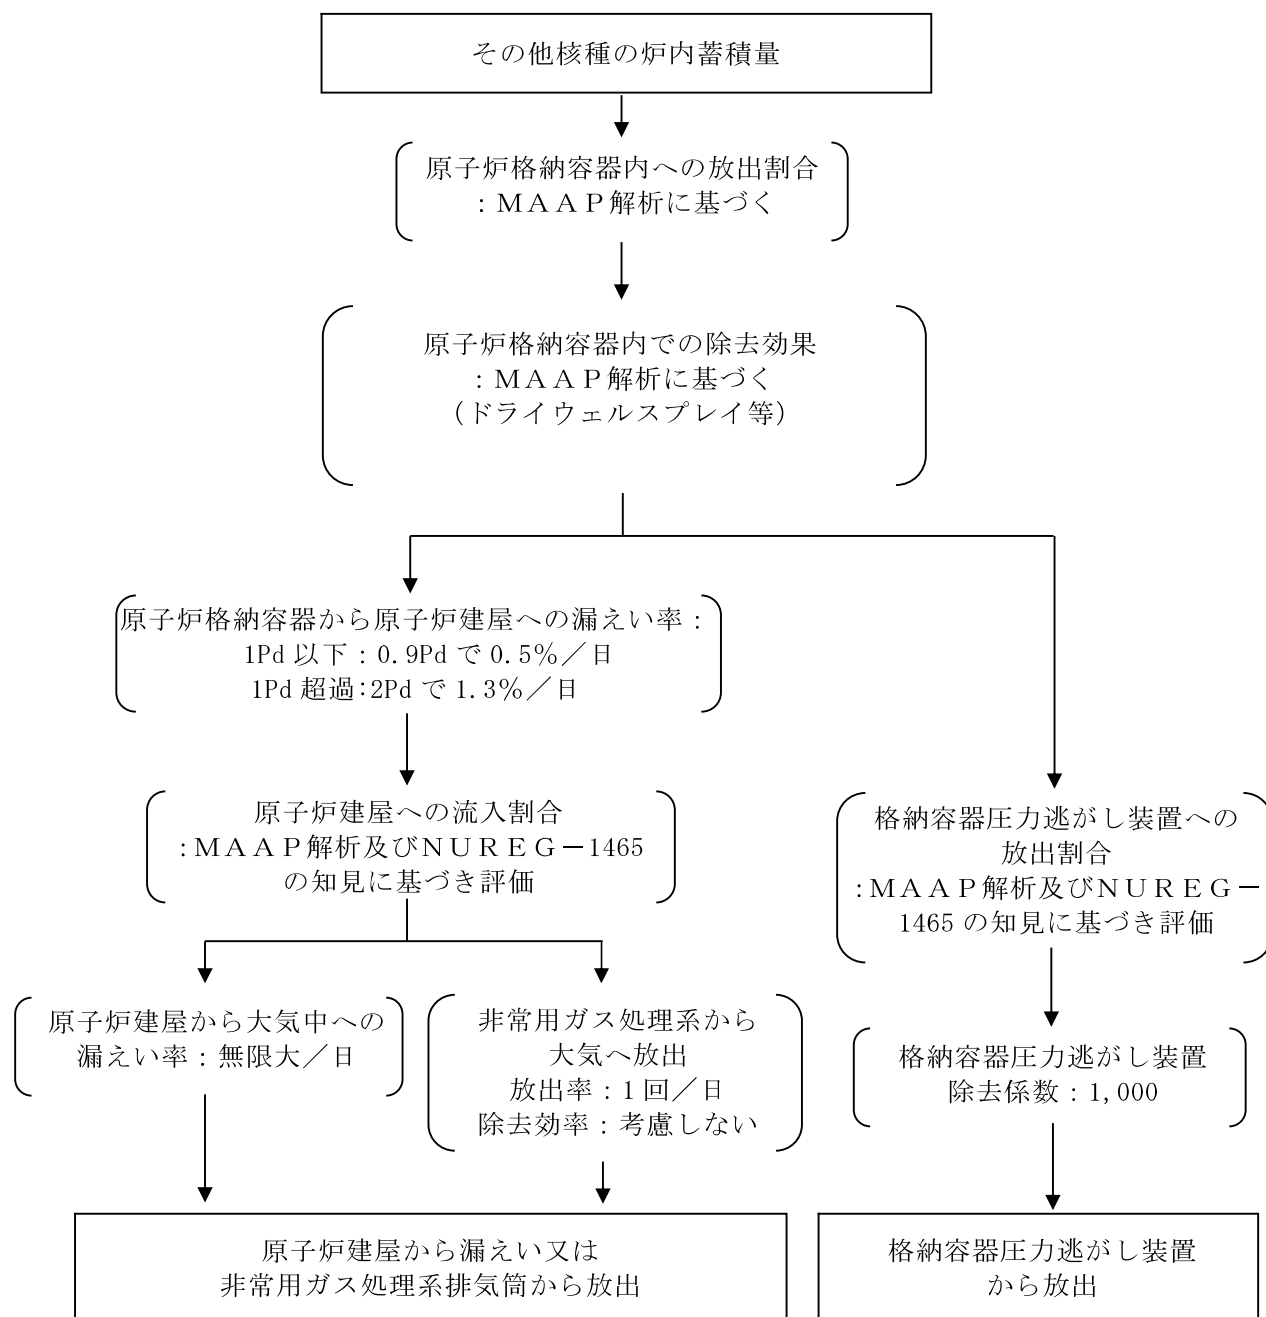 その他核種の炉内蓄積量
原子炉格納容器内への放出割合
：ＭＡＡＰ解析に基づく
原子炉格納容器内での除去効果
：ＭＡＡＰ解析に基づく
（ドライウェルスプレイ等）
原子炉格納容器から原子炉建屋への漏えい率：
1Pd 以下：0.9Pd で 0.5％／日
1Pd 超過：2Pd で 1.3％／日
原子炉建屋への流入割合
：ＭＡＡＰ解析及びＮＵＲＥＧ－1465
の知見に基づき評価
格納容器圧力逃がし装置への
放出割合
：ＭＡＡＰ解析及びＮＵＲＥＧ－
1465 の知見に基づき評価
原子炉建屋から大気中への
漏えい率：無限大／日
非常用ガス処理系から
大気へ放出
放出率：1 回／日
除去効率：考慮しない
格納容器圧力逃がし装置
除去係数：1,000
原子炉建屋から漏えい又は
非常用ガス処理系排気筒から放出
格納容器圧力逃がし装置
から放出